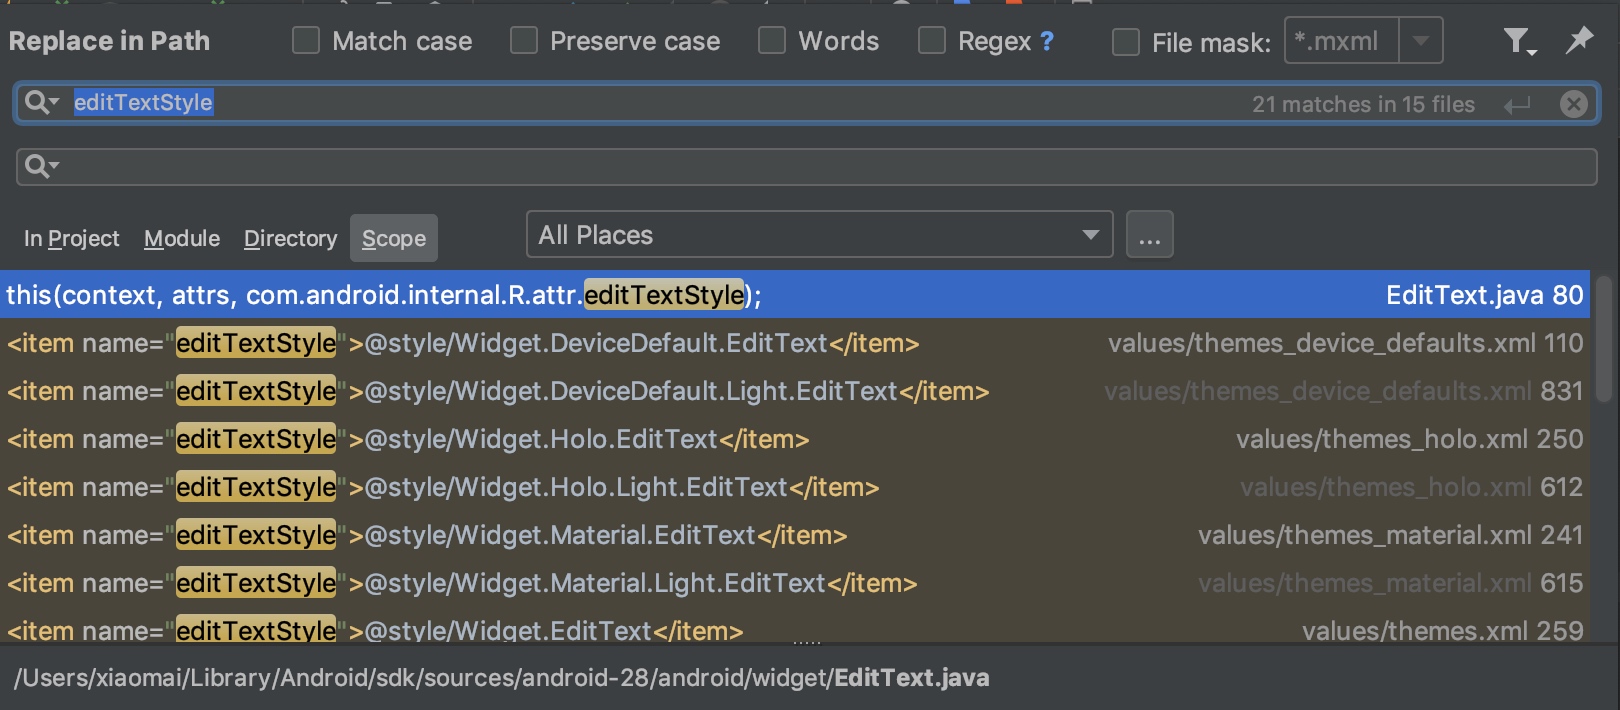 Replace in Path Match case Preserve case Words Regex ? File mask: *.mxml
editTextStyle 21 matches in 15 files
In Project Module Directory Scope All Places ...
this(context, attrs, com.android.internal.R.attr.editTextStyle); EditText.java 80
<item name="editTextStyle">@style/Widget.DeviceDefault.EditText</item> values/themes_device_defaults.xml 110
<item name="editTextStyle">@style/Widget.DeviceDefault.Light.EditText</item> values/themes_device_defaults.xml 831
<item name="editTextStyle">@style/Widget.Holo.EditText</item> values/themes_holo.xml 250
<item name="editTextStyle">@style/Widget.Holo.Light.EditText</item> values/themes_holo.xml 612
<item name="editTextStyle">@style/Widget.Material.EditText</item> values/themes_material.xml 241
<item name="editTextStyle">@style/Widget.Material.Light.EditText</item> values/themes_material.xml 615
<item name="editTextStyle">@style/Widget.EditText</item> values/themes.xml 259
/Users/xiaomai/Library/Android/sdk/sources/android-28/android/widget/EditText.java